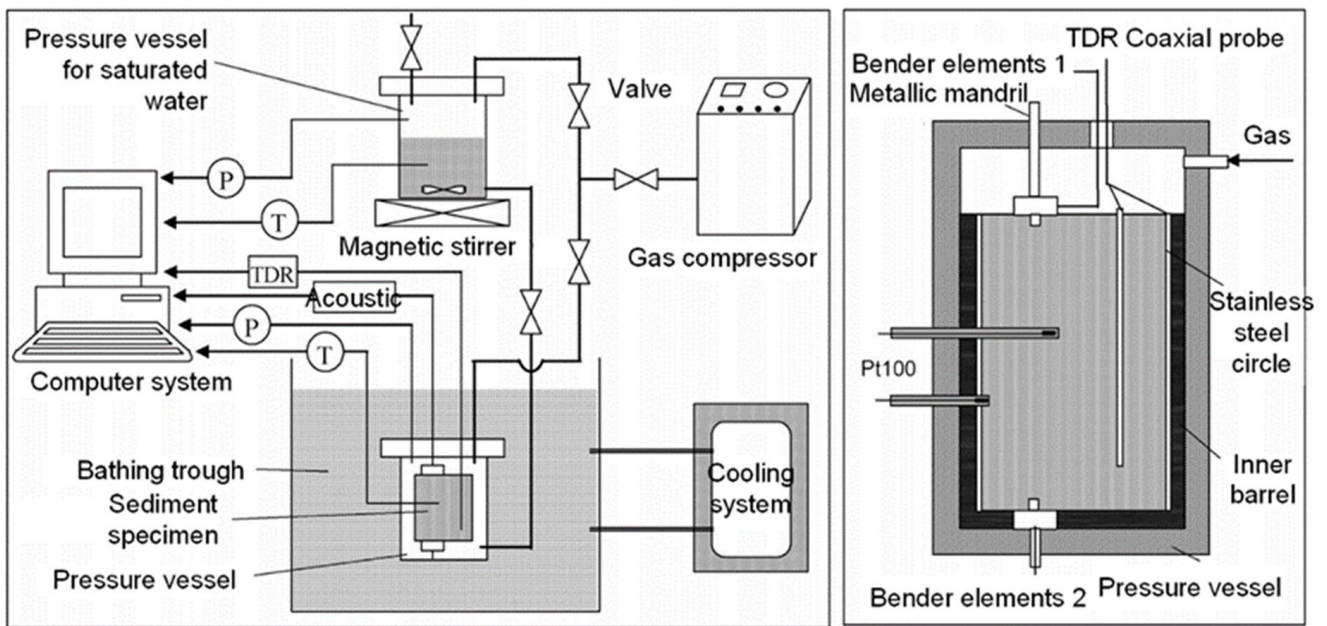 Pressure vessel
for saturated
water
Valve
P
T
Magnetic stirrer
Gas compressor
TDR
Acoustic
P
T
Computer system
Bathing trough
Sediment
specimen
Pressure vessel
Cooling
system
TDR Coaxial probe
Bender elements 1
Metallic mandril
Gas
Stainless
steel
circle
Pt100
Inner
barrel
Pressure vessel
Bender elements 2